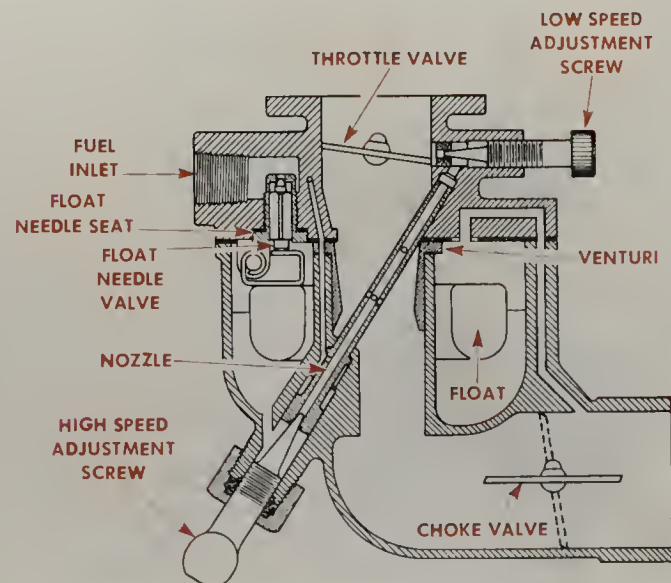 LOW SPEED
ADJUSTMENT
SCREW
THROTTLE VALVE
FUEL
INLET
FLOAT
NEEDLE SEAT
FLOAT
NEEDLE
VALVE
VENTURI
NOZZLE
FLOAT
HIGH SPEED
ADJUSTMENT
SCREW
CHOKE VALVE